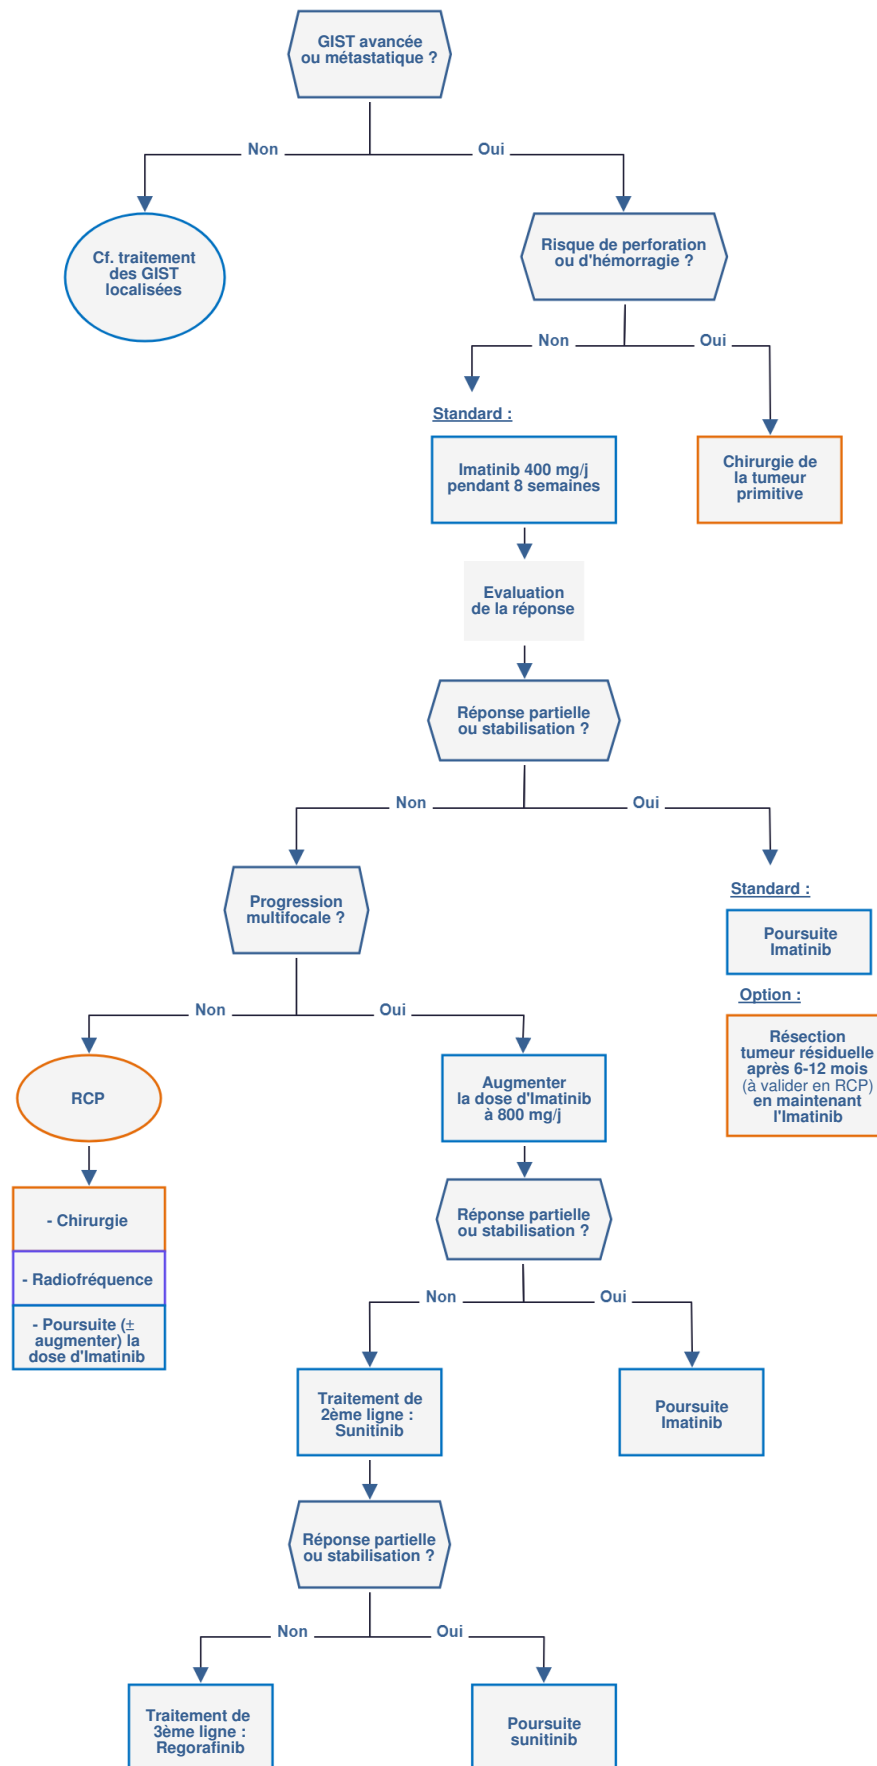 GIST avancée
ou métastatique ?
Non
Oui
Cf. traitement
des GIST
localisées
Risque de perforation
ou d'hémorragie ?
Non
Oui
Standard :
Imatinib 400 mg/j
pendant 8 semaines
Chirurgie de
la tumeur
primitive
Evaluation
de la réponse
Réponse partielle
ou stabilisation ?
Non
Oui
Progression
multifocale ?
Standard :
Poursuite
Imatinib
Option :
Résection
tumeur résiduelle
après 6-12 mois
(à valider en RCP)
en maintenant
l'Imatinib
Non
Oui
RCP
Augmenter
la dose d'Imatinib
à 800 mg/j
- Chirurgie
- Radiofréquence
- Poursuite (±
augmenter) la
dose d'Imatinib
Réponse partielle
ou stabilisation ?
Non
Oui
Traitement de
2ème ligne :
Sunitinib
Poursuite
Imatinib
Réponse partielle
ou stabilisation ?
Non
Oui
Traitement de
3ème ligne :
Regorafinib
Poursuite
sunitinib